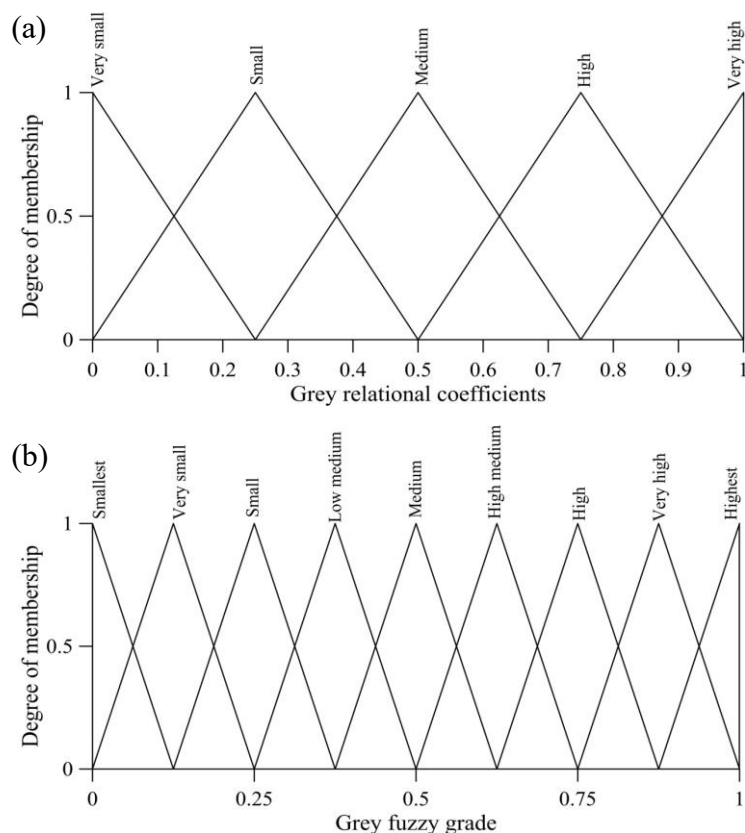 (a)
Very small
Small
Medium
High
Very high
Degree of membership
1
0.5
0
0 0.1 0.2 0.3 0.4 0.5 0.6 0.7 0.8 0.9 1
Grey relational coefficients
(b)
Smallest
Very small
Small
Low medium
Medium
High medium
High
Very high
Highest
Degree of membership
1
0.5
0
0 0.25 0.5 0.75 1
Grey fuzzy grade